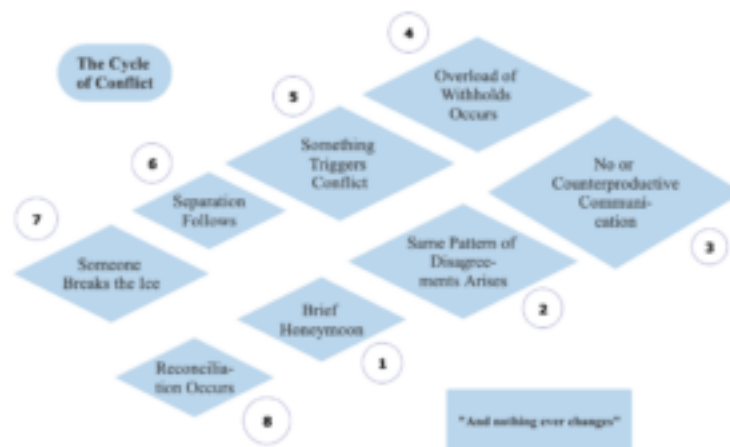 The Cycle
of Conflict
4
Overload of
Withholds
Occurs
5
Something
Triggers
Conflict
No or
Counterproductive
Communi-
cation
3
6
Separation
Follows
7
Someone
Breaks the Ice
Same Pattern of
Disagree-
ments Arises
2
Brief
Honeymoon
1
Reconcilia-
tion Occurs
8
"And nothing ever changes"